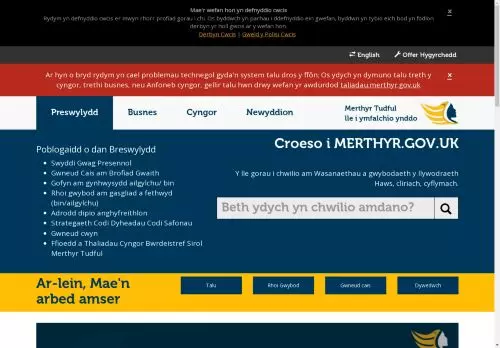 Mae'r wefan hon yn defnyddio cwcis
Rydym yn defnyddio cwcis er mwyn rhoi'r profiad gorau i chi. Os byddwch yn parhau i ddefnyddio ein gwefan, byddwn yn tybio eich bod yn fodlon
derbyn yr holl gwcis ar y wefan hon.
Derbyn Cwcis | Gweld y Polisi Cwcis
x
English
Offer Hygyrchedd
Ar hyn o bryd rydym yn cael problemau technegol gyda'n system talu dros y ffôn. Os ydych yn dymuno talu treth y
cyngor, trethi busnes, neu Anfoneb cyngor, gellir talu hwn drwy wefan yr awdurdod taliadau.merthyr.gov.uk
x
Preswylydd
Busnes
Cyngor
Newyddion
Merthyr Tudful
lle i ymfalchïo ynddo
Poblogaidd o dan Breswylydd
Swyddi Gwag Presennol
Gwneud Cais am Brofiad Gwaith
Gofyn am gynhwysydd ailgylchu/ bin
Rhoi gwybod am gasgliad a fethwyd
(bin/ailgylchu)
Adrodd dipio anghyfreithlon
Strategaeth Codi Dyheadau Codi Safonau
Gwneud cwyn
Ffioedd a Thaliadau Cyngor Bwrdeistref Sirol
Merthyr Tudful
Croeso i MERTHYR.GOV.UK
Y lle gorau i chwilio am Wasanaethau a gwybodaeth y llywodraeth
Haws, cliriach, cyflymach.
Beth ydych yn chwilio amdano?
Ar-lein, Mae'n
arbed amser
Talu
Rhoi Gwybod
Gwneud cais
Dywedwch